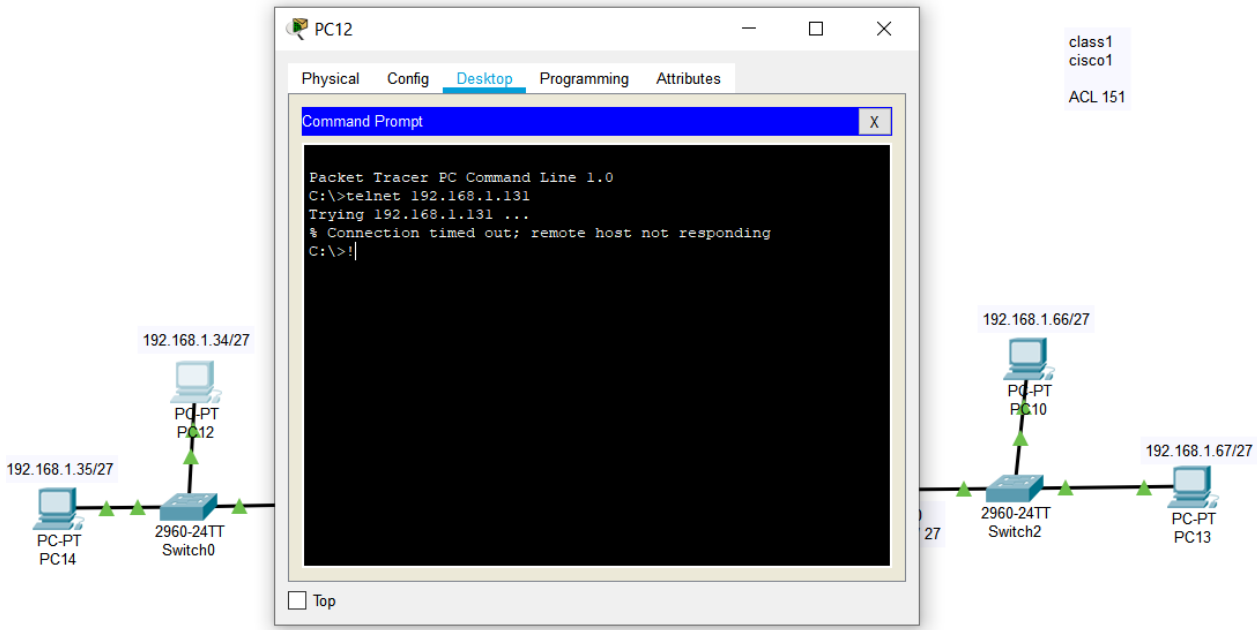 PC12
Physical Config Desktop Programming Attributes
Command Prompt
X
Packet Tracer PC Command Line 1.0
C:\>telnet 192.168.1.131
Trying 192.168.1.131 ...
% Connection timed out; remote host not responding
C:\>!
Top
class1
cisco1
ACL 151
192.168.1.34/27
PC-PT
PC12
192.168.1.35/27
PC-PT
PC14
2960-24TT
Switch0
192.168.1.66/27
PC-PT
PC10
192.168.1.67/27
PC-PT
PC13
2960-24TT
Switch2
27